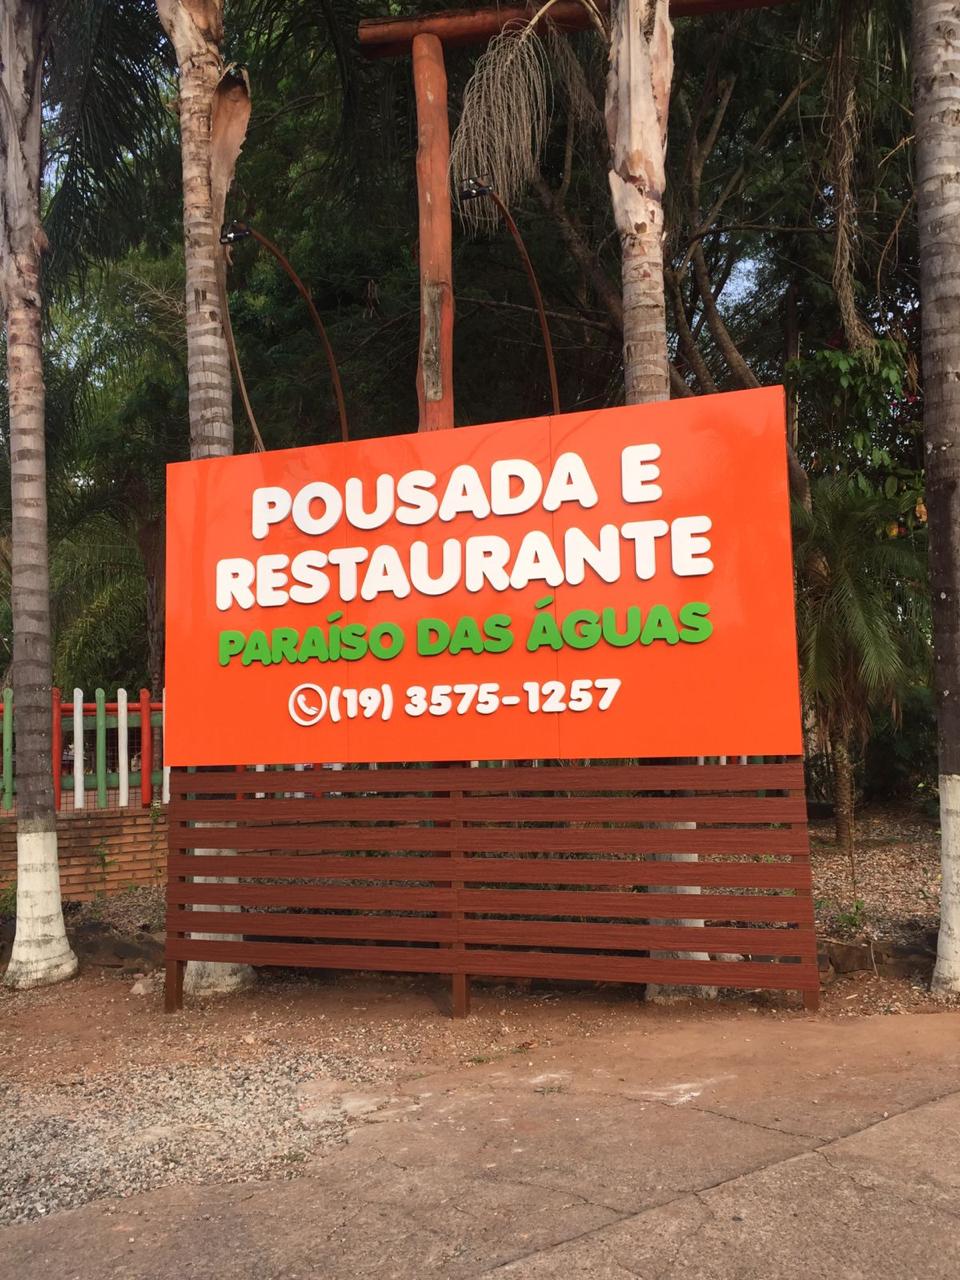 POUSADA E
RESTAURANTE
PARAÍSO DAS ÁGUAS
(19) 3575-1257